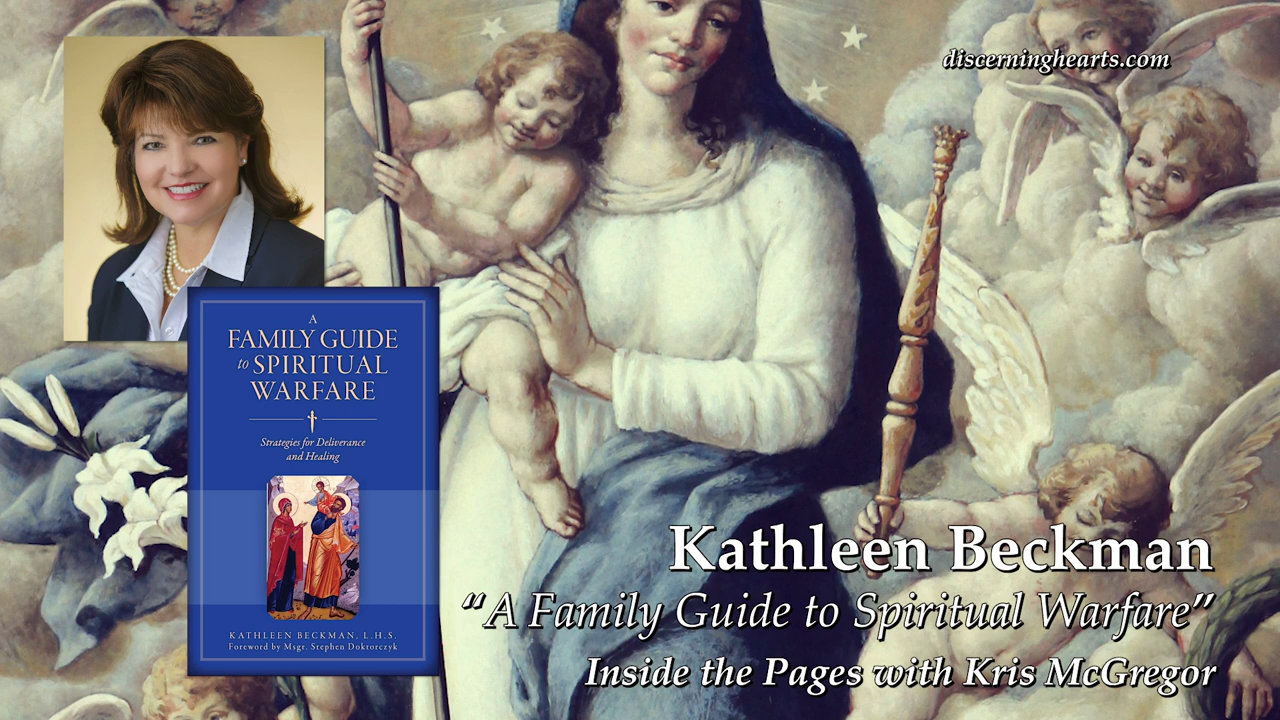 discerninghearts.com
A
FAMILY GUIDE
to SPIRITUAL
WARFARE
Strategies for Deliverance
and Healing
KATHLEEN BECKMAN, L.H.S.
Foreword by Msgr. Stephen Doktorczyk
Kathleen Beckman
“A Family Guide to Spiritual Warfare”
Inside the Pages with Kris McGregor